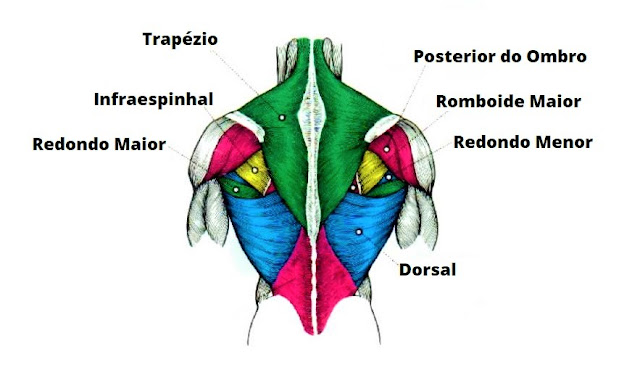 Trapézio
Posterior do Ombro
Infraespinhal
Romboide Maior
Redondo Maior
Redondo Menor
Dorsal